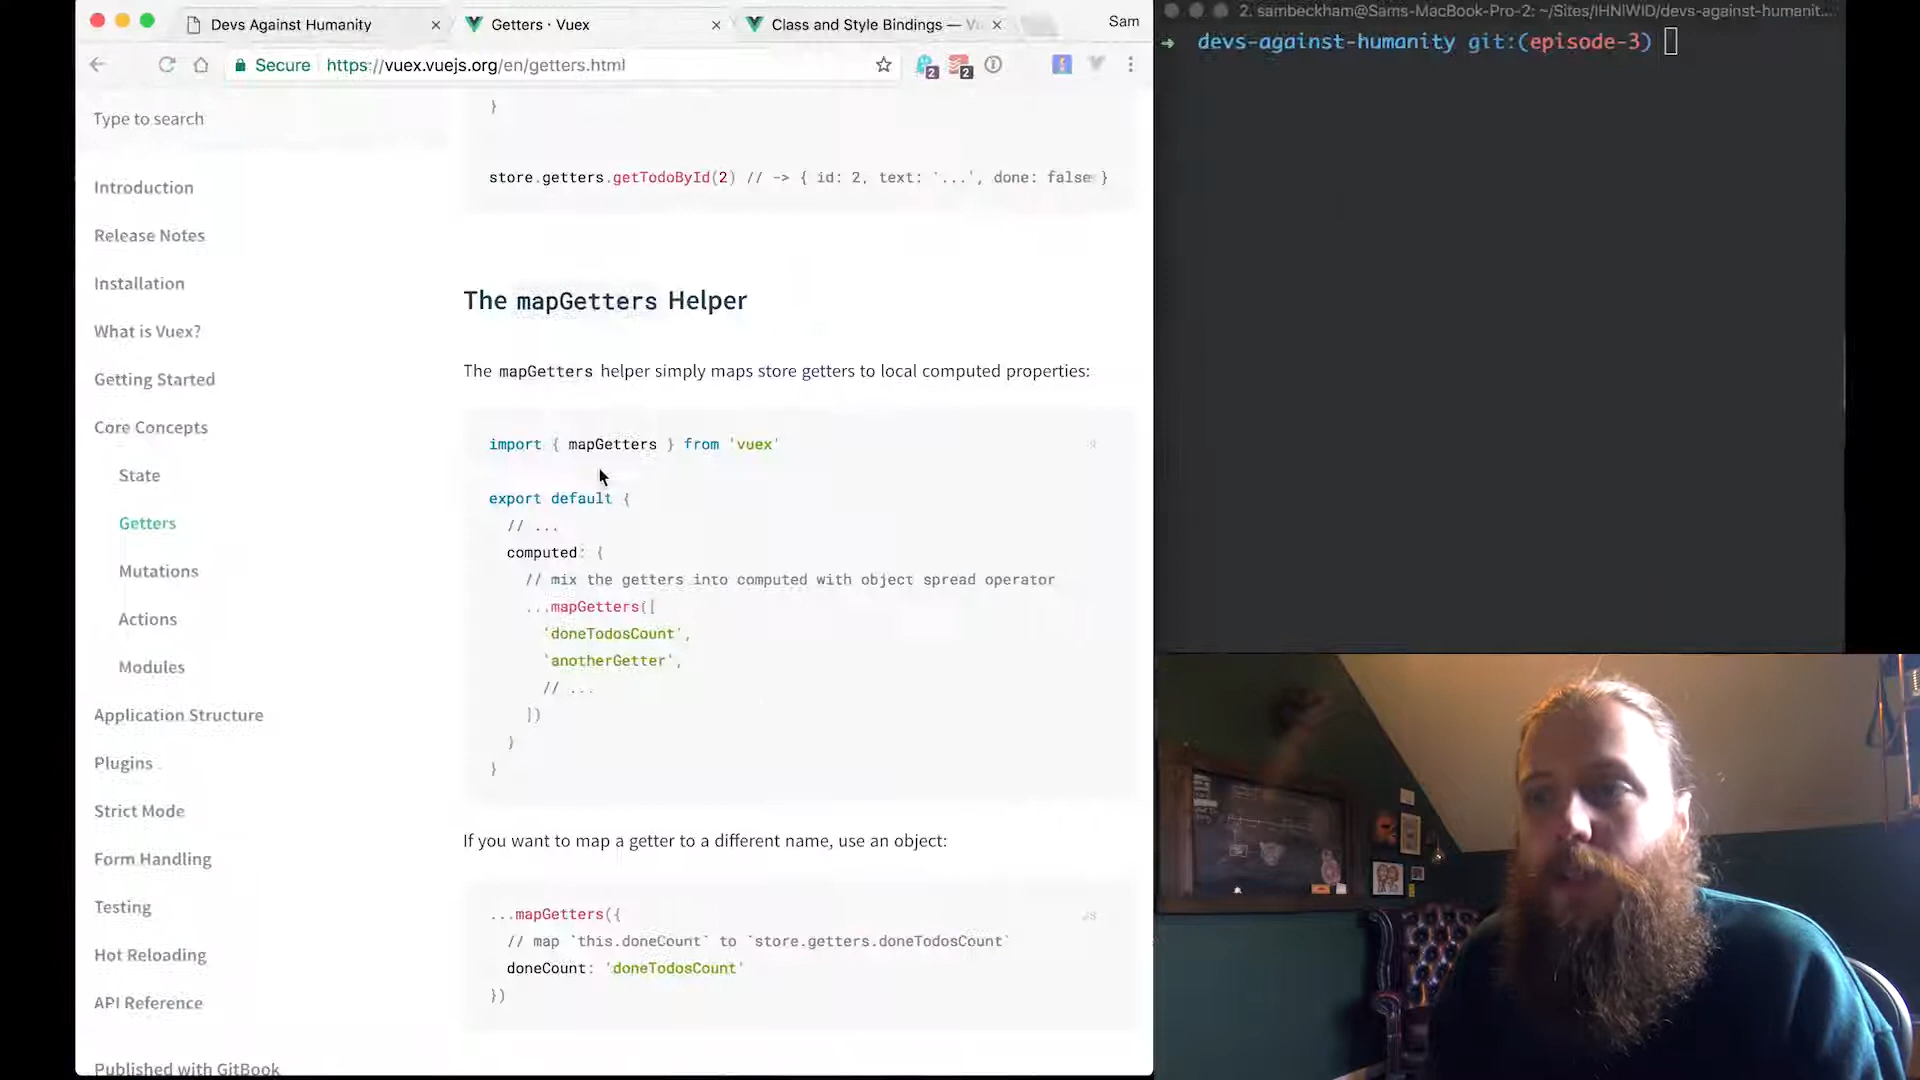 Devs Against Humanity
Getters · Vuex
Class and Style Bindings — Vu
Sam
Secure https://vuex.vuejs.org/en/getters.html
2
2
Type to search
Introduction
Release Notes
Installation
What is Vuex?
Getting Started
Core Concepts
State
Getters
Mutations
Actions
Modules
Application Structure
Plugins
Strict Mode
Form Handling
Testing
Hot Reloading
API Reference
Published with GitBook
}
store.getters.getTodoById(2) // -> { id: 2, text: `...', done: false }
The mapGetters Helper
The mapGetters helper simply maps store getters to local computed properties:
import { mapGetters } from 'vuex'
export default {
// ...
computed: {
// mix the getters into computed with object spread operator
...mapGetters([
'doneTodosCount',
'anotherGetter',
// ...
])
}
}
If you want to map a getter to a different name, use an object:
...mapGetters({
// map `this.doneCount` to `store.getters.doneTodosCount`
doneCount: 'doneTodosCount'
})
2. sambeckham@Sams-MacBook-Pro-2: ~/Sites/IHNIWID/devs-against-humanit...
→ devs-against-humanity git:(episode-3)